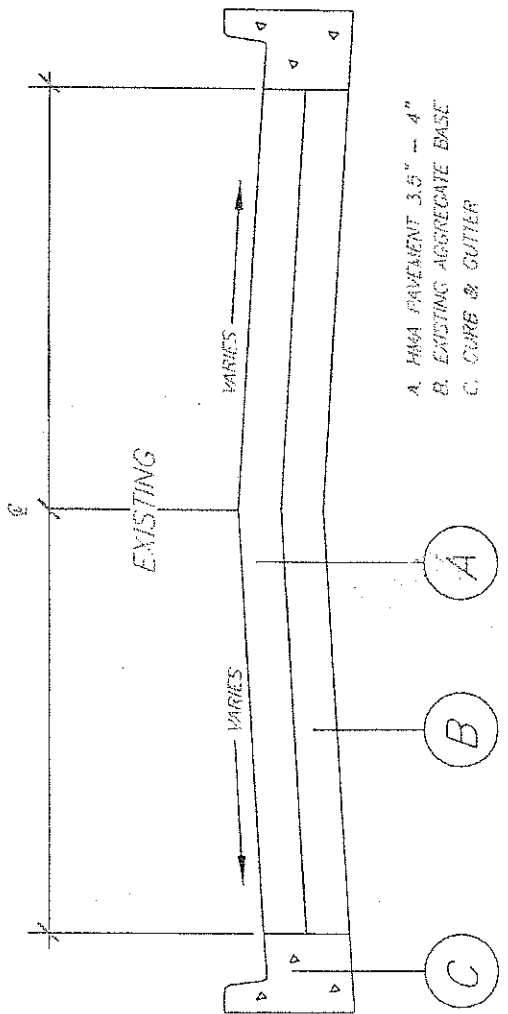 ℄
EXISTING
VARIES
VARIES
A
B
C
A. HMA PAVEMENT 3.5" - 4"
B. EXISTING AGGREGATE BASE
C. CURB & GUTTER